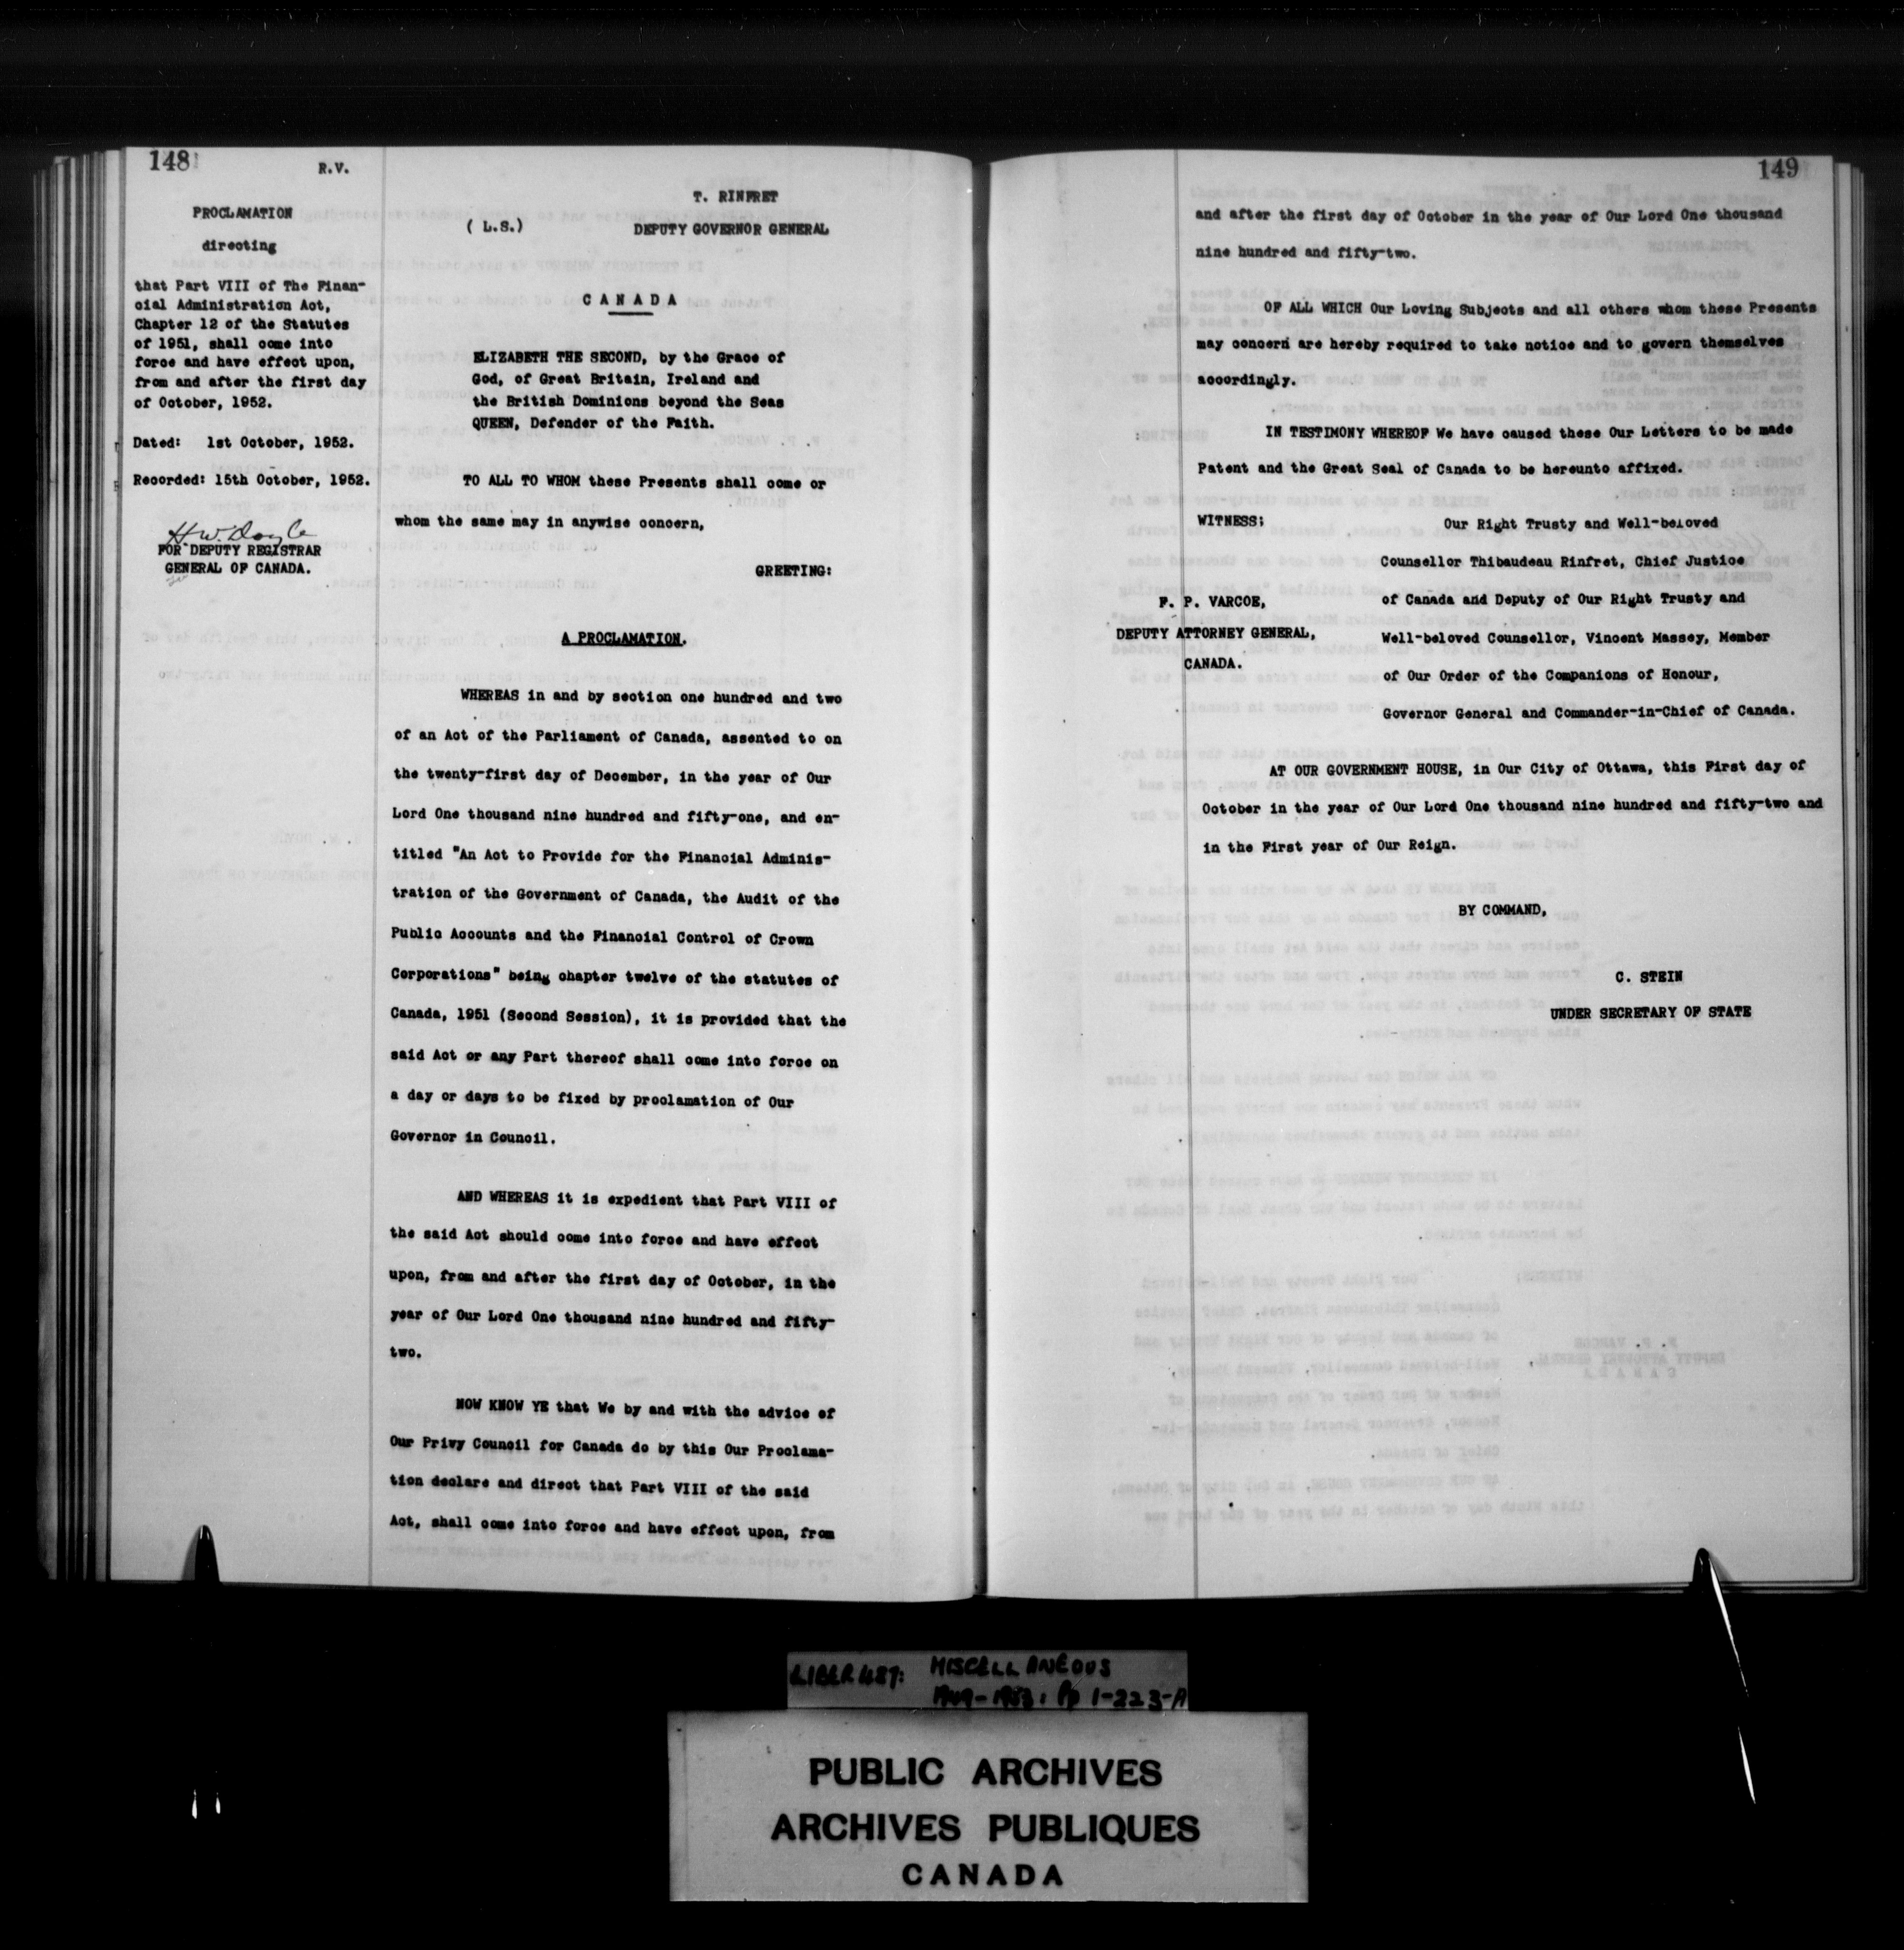 148
R.V.
PROCLAMATION
directing
that Part VIII of The Finan-
cial Administration Act,
Chapter 12 of the Statutes
of 1951, shall come into
force and have effect upon,
from and after the first day
of October, 1952.
Dated: 1st October, 1952.
Recorded: 15th October, 1952.
H.W. Doyle
FOR DEPUTY REGISTRAR
GENERAL OF CANADA.
T. RINFRET
( L.S.) DEPUTY GOVERNOR GENERAL
C A N A D A
ELIZABETH THE SECOND, by the Grace of
God, of Great Britain, Ireland and
the British Dominions beyond the Seas
QUEEN, Defender of the Faith.
TO ALL TO WHOM these Presents shall come or
whom the same may in anywise concern,
GREETING:
A PROCLAMATION.
WHEREAS in and by section one hundred and two
of an Act of the Parliament of Canada, assented to on
the twenty-first day of December, in the year of Our
Lord One thousand nine hundred and fifty-one, and en-
titled "An Act to Provide for the Financial Adminis-
tration of the Government of Canada, the Audit of the
Public Accounts and the Financial Control of Crown
Corporations" being chapter twelve of the statutes of
Canada, 1951 (Second Session), it is provided that the
said Act or any Part thereof shall come into force on
a day or days to be fixed by proclamation of Our
Governor in Council.
AND WHEREAS it is expedient that Part VIII of
the said Act should come into force and have effect
upon, from and after the first day of October, in the
year of Our Lord One thousand nine hundred and fifty-
two.
NOW KNOW YE that We by and with the advice of
Our Privy Council for Canada do by this Our Proclama-
tion declare and direct that Part VIII of the said
Act, shall come into force and have effect upon, from
149
and after the first day of October in the year of Our Lord One thousand
nine hundred and fifty-two.
OF ALL WHICH Our Loving Subjects and all others whom these Presents
may concern are hereby required to take notice and to govern themselves
accordingly.
IN TESTIMONY WHEREOF We have caused these Our Letters to be made
Patent and the Great Seal of Canada to be hereunto affixed.
WITNESS; Our Right Trusty and Well-beloved
Counsellor Thibaudeau Rinfret, Chief Justice
of Canada and Deputy of Our Right Trusty and
Well-beloved Counsellor, Vincent Massey, Member
of Our Order of the Companions of Honour,
Governor General and Commander-in-Chief of Canada.
F. P. VARCOE,
DEPUTY ATTORNEY GENERAL,
CANADA.
AT OUR GOVERNMENT HOUSE, in Our City of Ottawa, this First day of
October in the year of Our Lord One thousand nine hundred and fifty-two and
in the First year of Our Reign.
BY COMMAND,
C. STEIN
UNDER SECRETARY OF STATE
LIBER 487: MISCELLANEOUS
1949-1953: Pp 1-223-A
PUBLIC ARCHIVES
ARCHIVES PUBLIQUES
CANADA